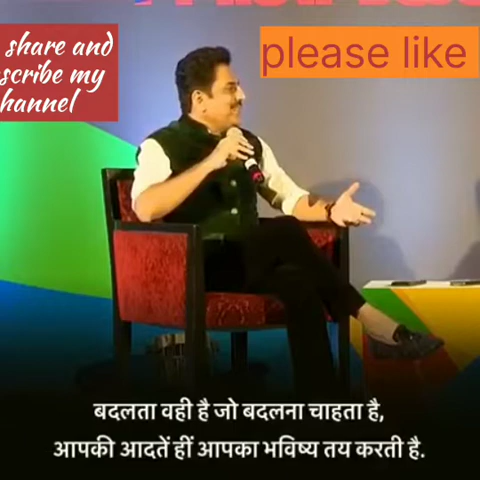 share and
scribe my
hannel
please like
बदलता वही है जो बदलना चाहता है,
आपकी आदतें हीं आपका भविष्य तय करती है.